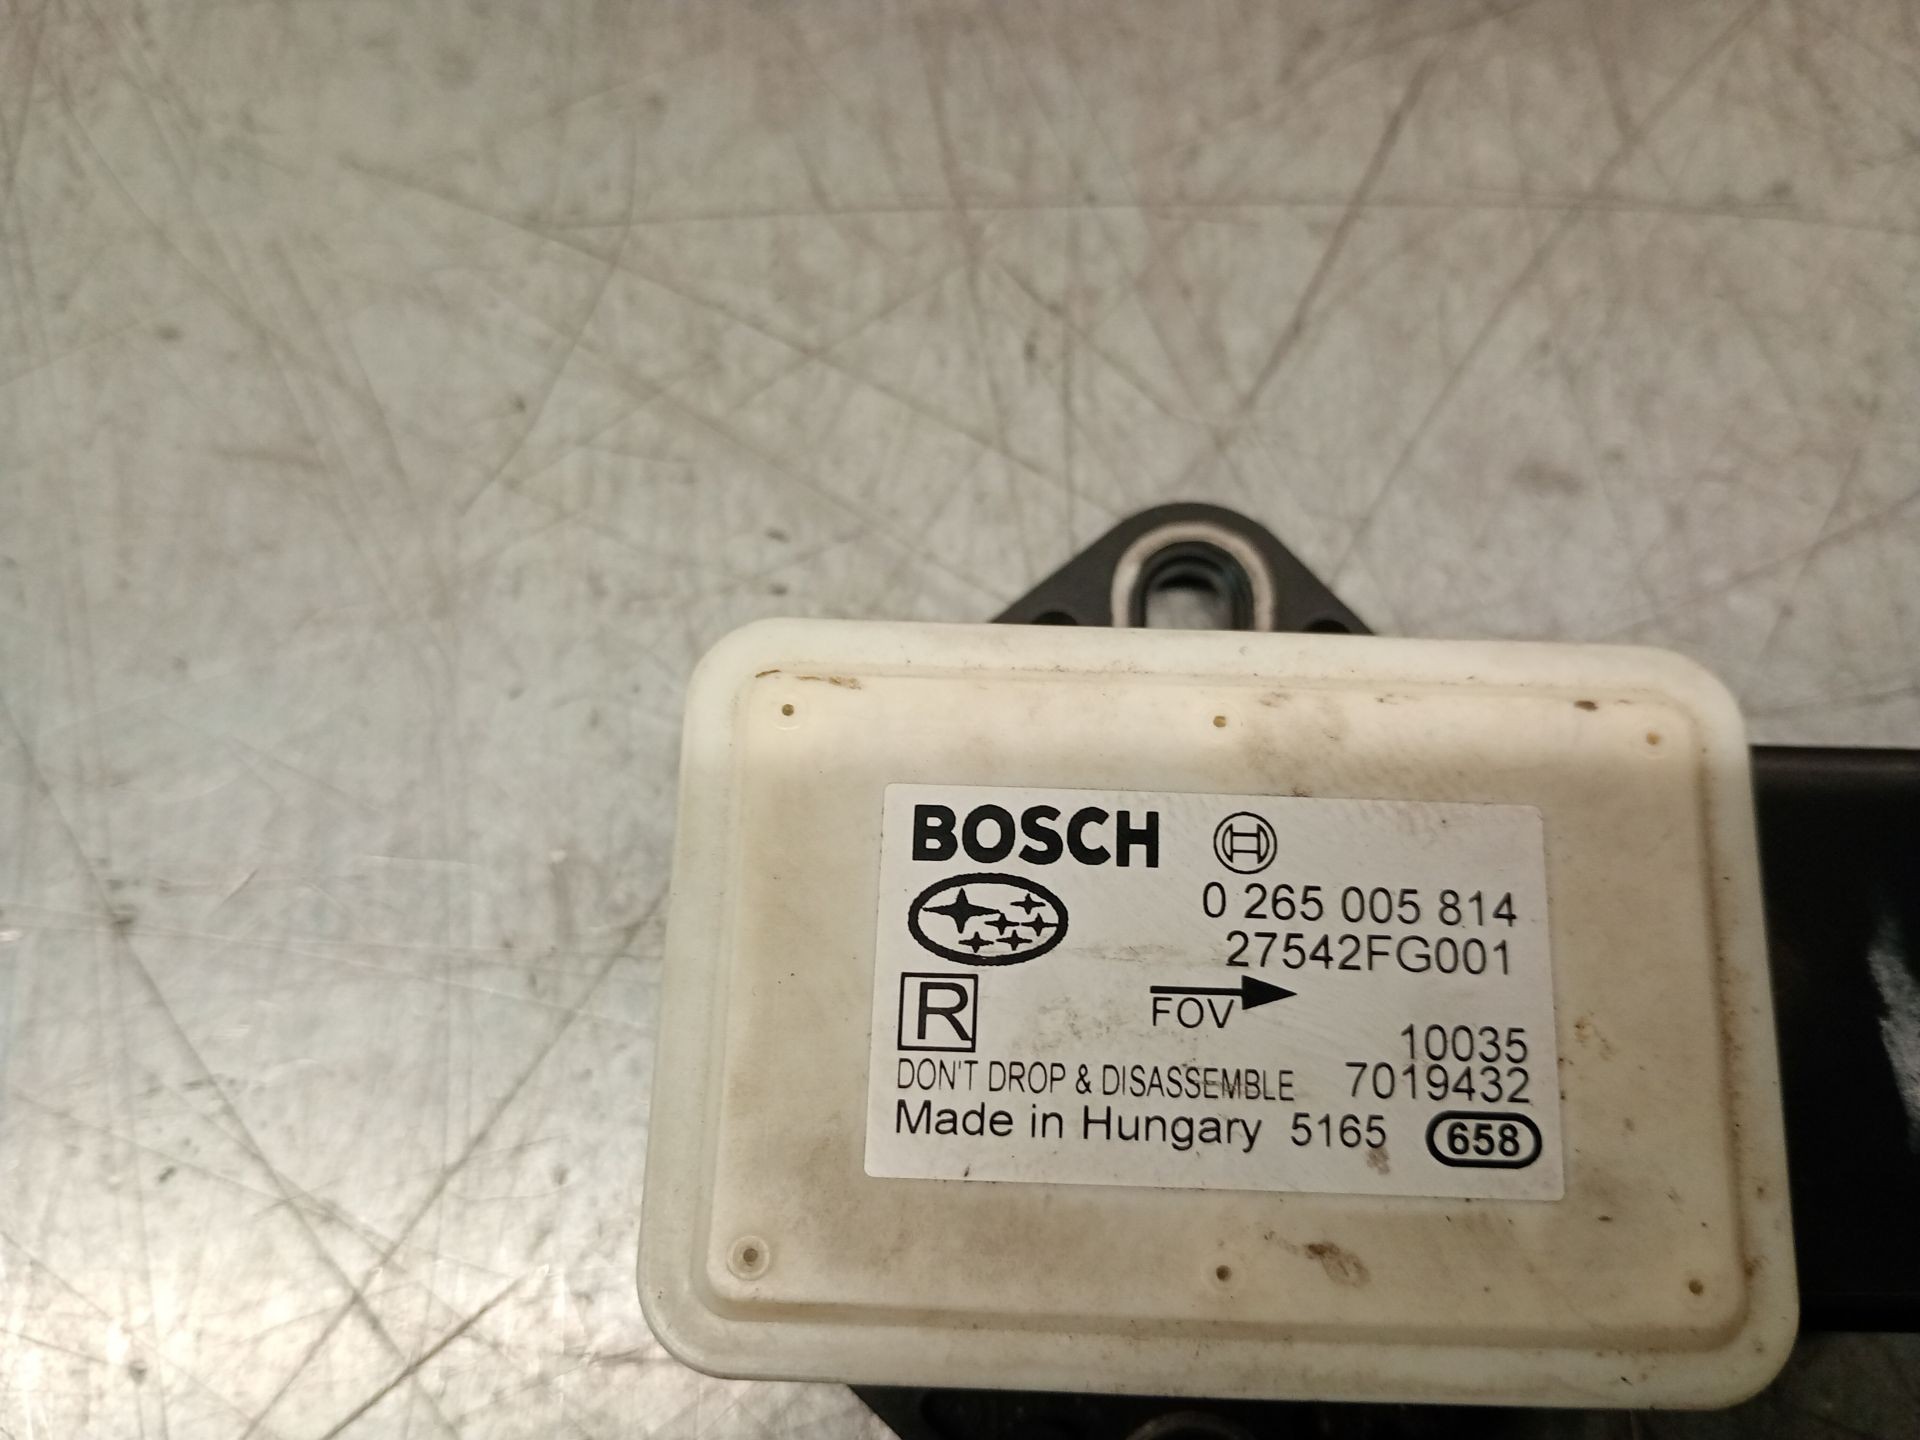 BOSCH
0 265 005 814
27542FG001
R
FOV
10035
DON'T DROP & DISASSEMBLE 7019432
Made in Hungary 5165 658